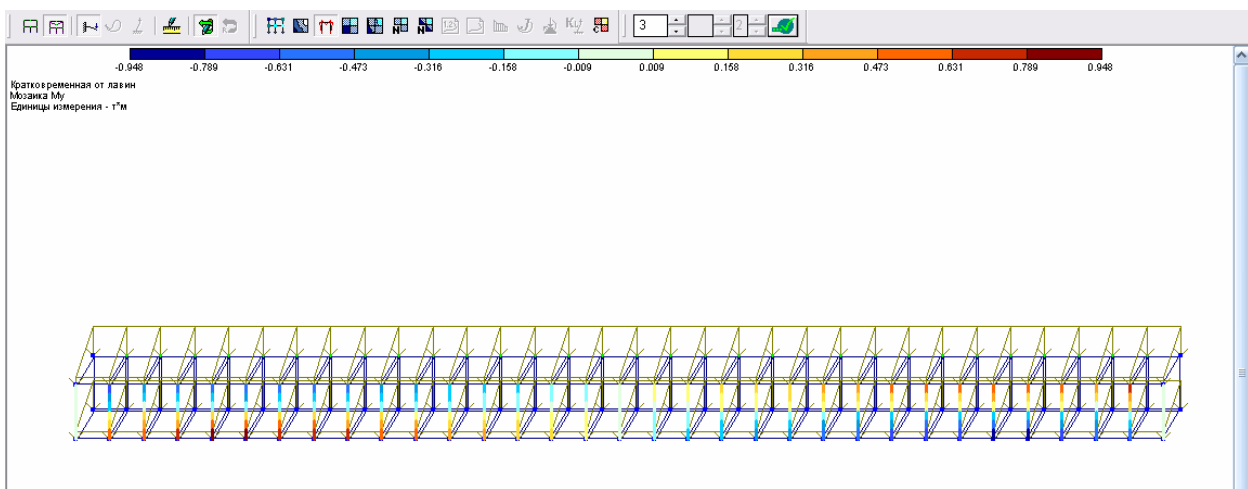 3 2
-0.948 -0.789 -0.631 -0.473 -0.316 -0.158 -0.009 0.009 0.158 0.316 0.473 0.631 0.789 0.948
Кратковременная от лавин
Мозаика My
Единицы измерения - т*м